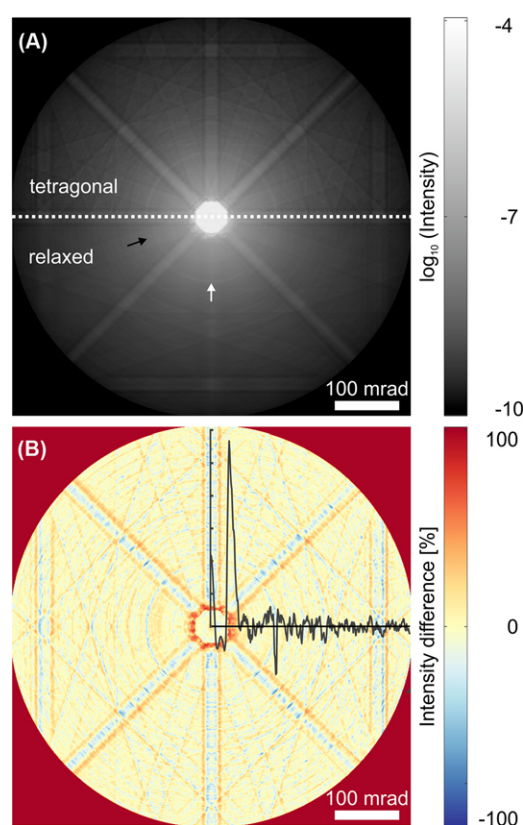 (A)
tetragonal
relaxed
100 mrad
-4
-7
-10
log₁₀ (Intensity)
(B)
100 mrad
100
0
-100
Intensity difference [%]